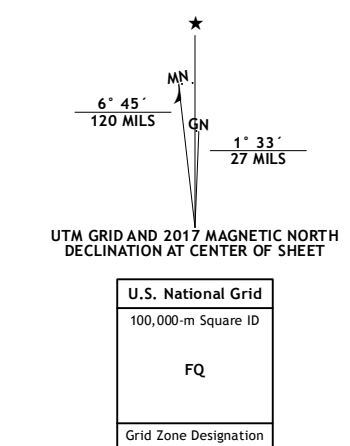 ★
MN
6° 45´
120 MILS
GN
1° 33´
27 MILS
UTM GRID AND 2017 MAGNETIC NORTH
DECLINATION AT CENTER OF SHEET
U.S. National Grid
100,000-m Square ID
FQ
Grid Zone Designation